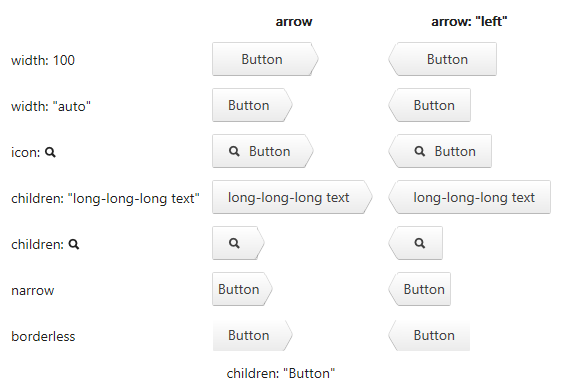 arrow arrow: "left"
width: 100 Button Button
width: "auto" Button Button
icon: Button Button
children: "long-long-long text" long-long-long text long-long-long text
children:
narrow Button Button
borderless Button Button
children: "Button"